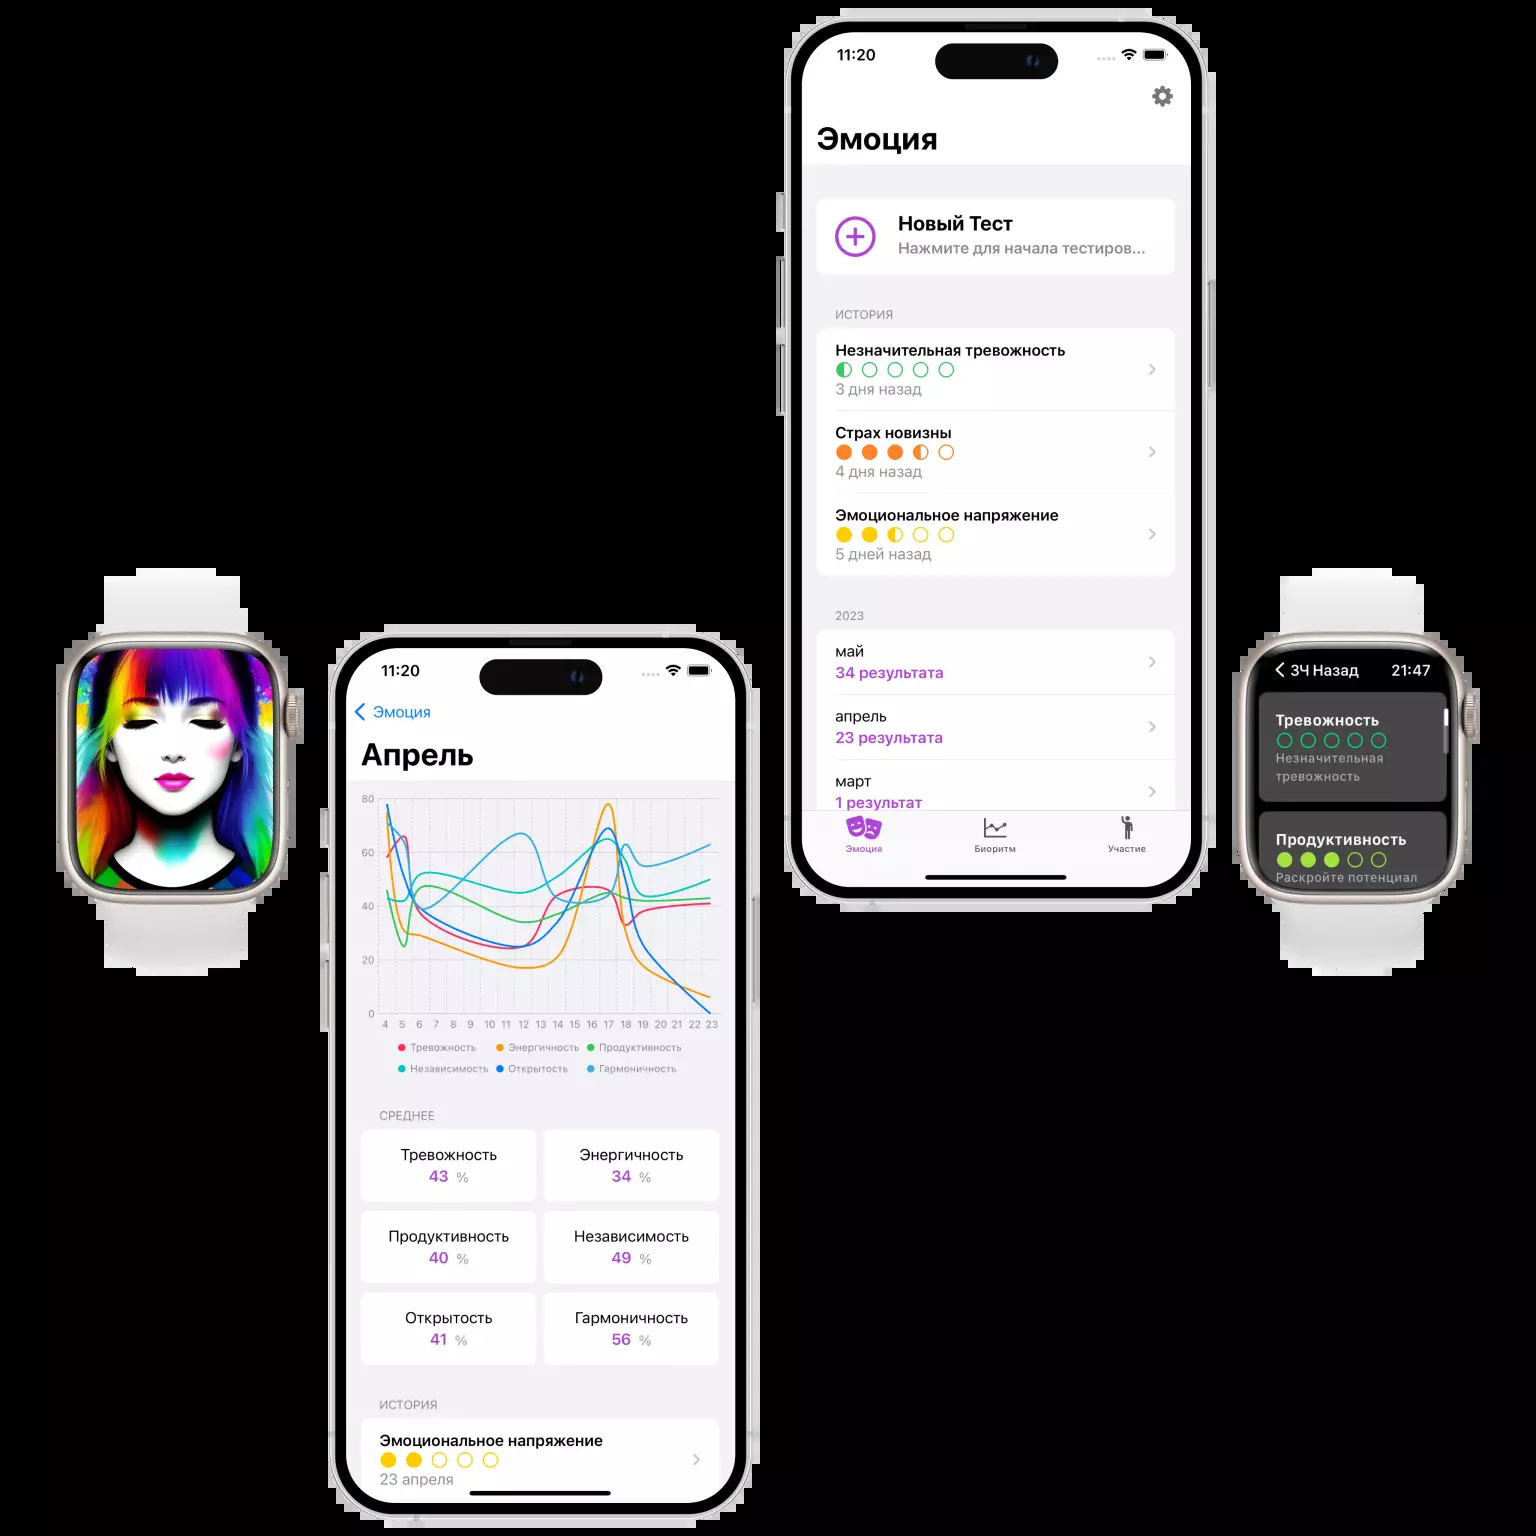 11:20
Эмоция
Новый Тест
Нажмите для начала тестиров...
ИСТОРИЯ
Незначительная тревожность
3 дня назад
Страх новизны
4 дня назад
Эмоциональное напряжение
5 дней назад
2023
май
34 результата
апрель
23 результата
март
1 результат
Эмоция Биоритм Участие
11:20
Эмоция
Апрель
80
60
40
20
0
4 5 6 7 8 9 10 11 12 13 14 15 16 17 18 19 20 21 22 23
Тревожность Энергичность Продуктивность
Независимость Открытость Гармоничность
СРЕДНЕЕ
Тревожность Энергичность
43 % 34 %
Продуктивность Независимость
40 % 49 %
Открытость Гармоничность
41 % 56 %
ИСТОРИЯ
Эмоциональное напряжение
23 апреля
3Ч Назад 21:47
Тревожность
Незначительная
тревожность
Продуктивность
Раскройте потенциал